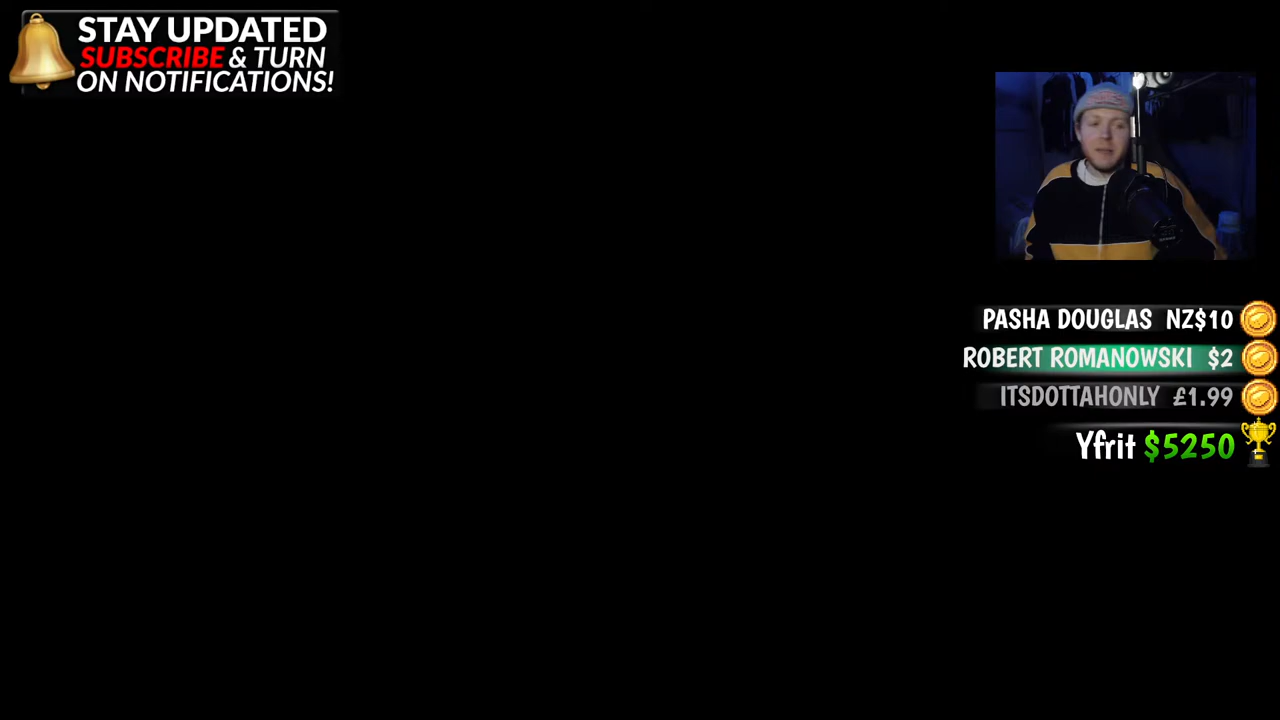 STAY UPDATED
SUBSCRIBE & TURN
ON NOTIFICATIONS!
PASHA DOUGLAS NZ$10
ROBERT ROMANOWSKI $2
ITSDOTTAHONLY £1.99
Yfrit $5250